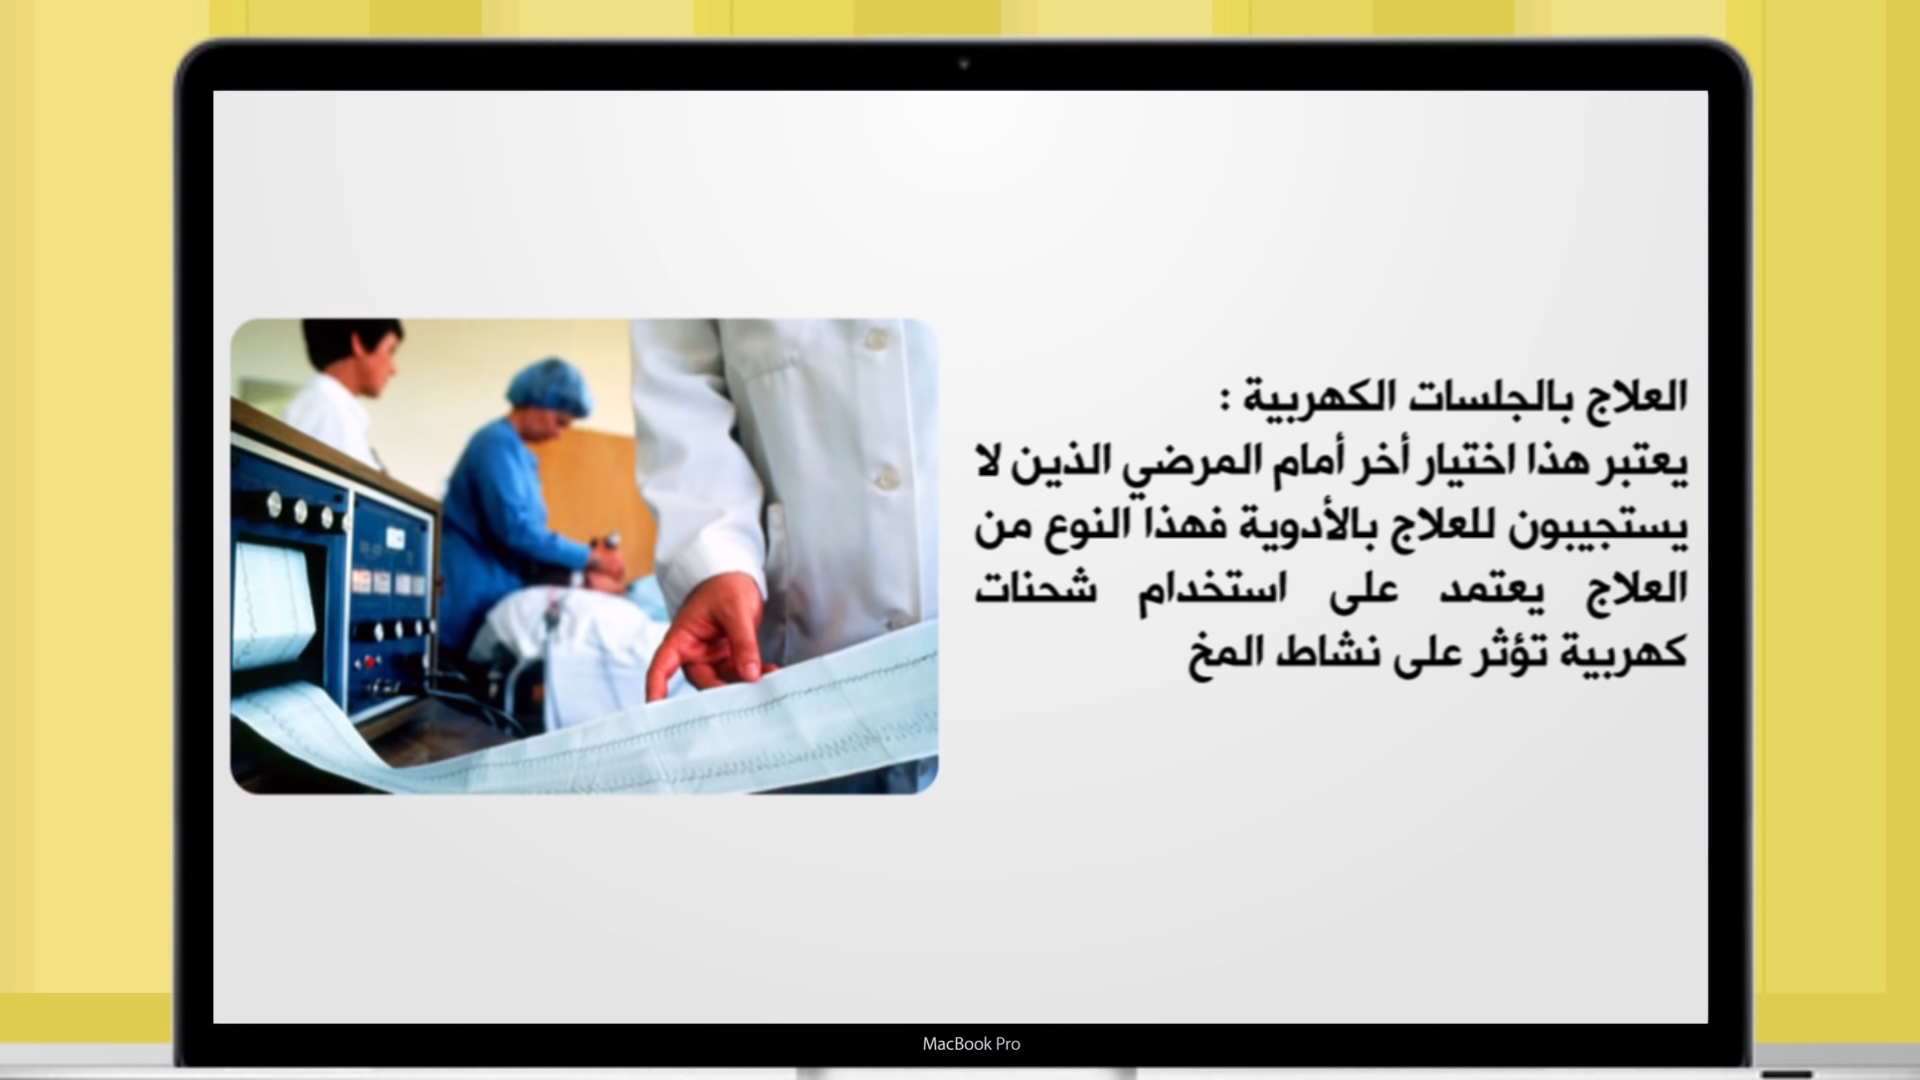 العلاج بالجلسات الكهربية :
يعتبر هذا اختيار أخر أمام المرضي الذين لا
يستجيبون للعلاج بالأدوية فهذا النوع من
العلاج يعتمد على استخدام شحنات
كهربية تؤثر على نشاط المخ
MacBook Pro